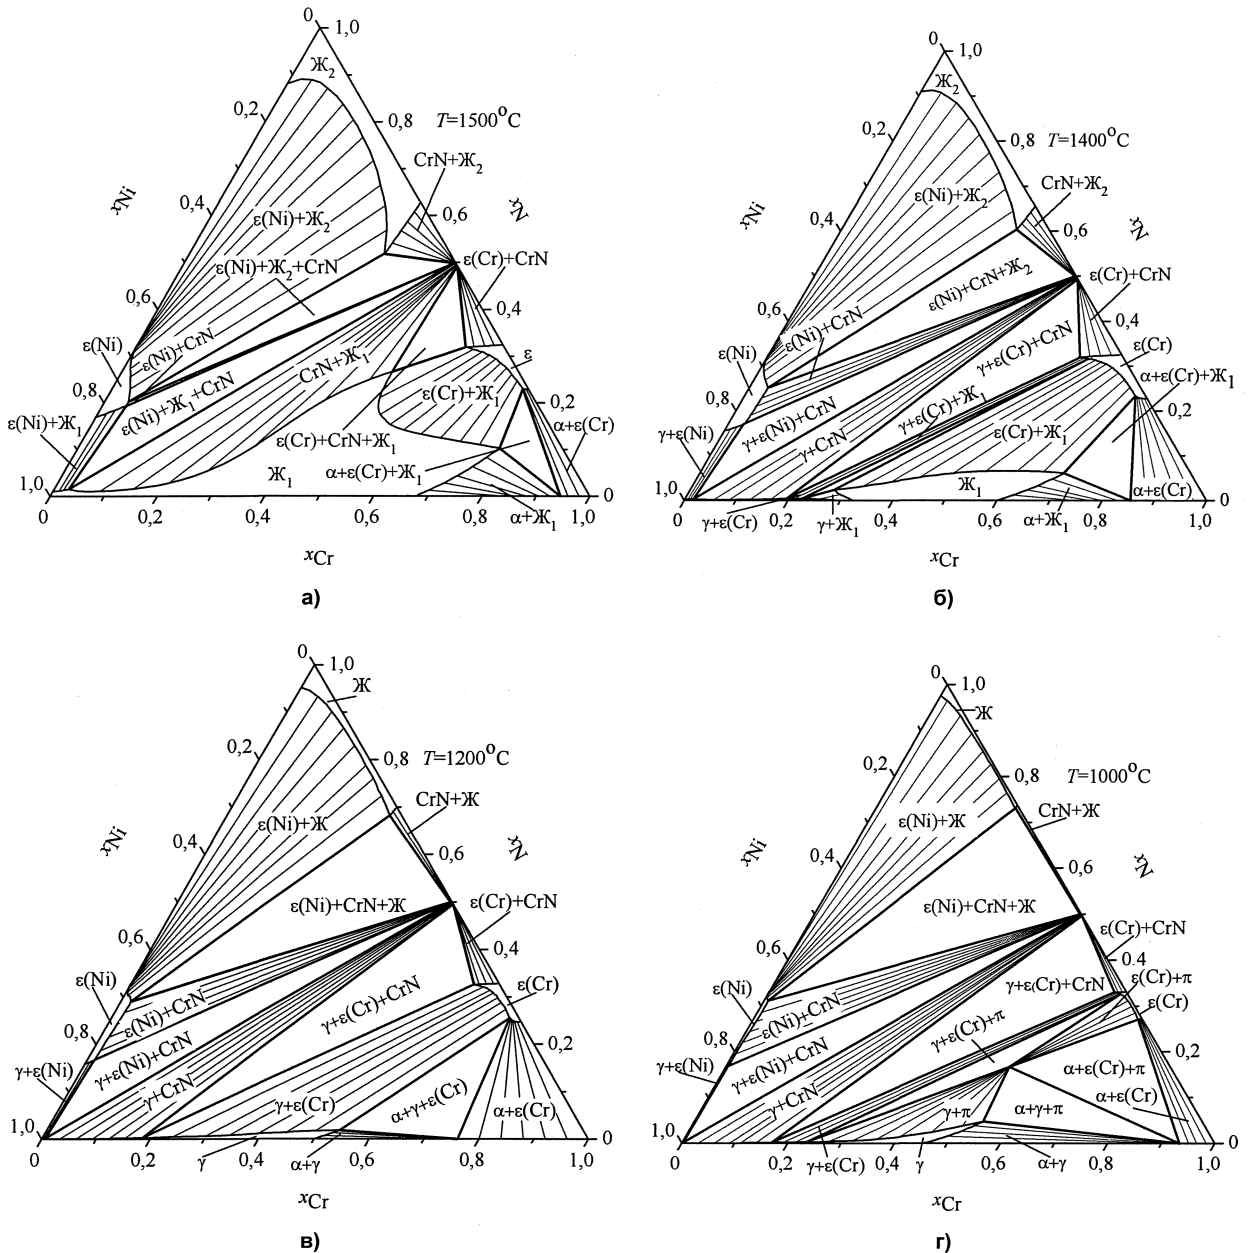 0
1,0
Ж2
0,2
0,8
T=1500°C
CrN+Ж2
xNi
0,4
0,6
xN
ε(Ni)+Ж2
ε(Cr)+CrN
ε(Ni)+Ж2+CrN
0,6
0,4
ε(Ni)
ε(Ni)+CrN
CrN+Ж1
ε
0,8
ε(Cr)+Ж1
0,2
ε(Ni)+Ж1
ε(Ni)+Ж1+CrN
α+ε(Cr)
ε(Cr)+CrN+Ж1
Ж1
α+ε(Cr)+Ж1
1,0
0
α+Ж1
0
0,2
0,4
0,6
0,8
1,0
xCr
а)
0
1,0
Ж2
0,2
0,8
T=1400°C
CrN+Ж2
ε(Ni)+Ж2
xNi
0,4
0,6
xN
ε(Cr)+CrN
ε(Ni)+CrN+Ж2
0,6
0,4
ε(Ni)
ε(Ni)+CrN
γ+ε(Cr)+CrN
ε(Cr)
α+ε(Cr)+Ж1
0,8
0,2
γ+ε(Ni)
γ+ε(Ni)+CrN
γ+CrN
γ+ε(Cr)+Ж1
ε(Cr)+Ж1
Ж1
α+ε(Cr)
1,0
0
0
γ+ε(Cr)
0,2
γ+Ж1
0,4
0,6
α+Ж1
0,8
1,0
xCr
б)
0
1,0
Ж
0,2
0,8
T=1200°C
CrN+Ж
ε(Ni)+Ж
xNi
0,4
0,6
xN
ε(Ni)+CrN+Ж
ε(Cr)+CrN
0,6
0,4
ε(Ni)
ε(Ni)+CrN
γ+ε(Cr)+CrN
ε(Cr)
0,8
0,2
γ+ε(Ni)
γ+ε(Ni)+CrN
γ+CrN
γ+ε(Cr)
α+γ+ε(Cr)
α+ε(Cr)
1,0
0
0
0,2
γ
0,4
α+γ
0,6
0,8
1,0
xCr
в)
0
1,0
Ж
0,2
0,8
T=1000°C
CrN+Ж
ε(Ni)+Ж
xNi
0,4
0,6
xN
ε(Ni)+CrN+Ж
ε(Cr)+CrN
0,6
0.4
ε(Ni)
ε(Ni)+CrN
γ+ε(Cr)+CrN
ε(Cr)+π
ε(Cr)
0,8
γ+ε(Cr)+π
0,2
γ+ε(Ni)
γ+ε(Ni)+CrN
α+ε(Cr)+π
γ+CrN
γ+π
α+γ+π
α+ε(Cr)
1,0
0
0
0,2
γ+ε(Cr)
0,4
γ
0,6
α+γ
0,8
1,0
xCr
г)